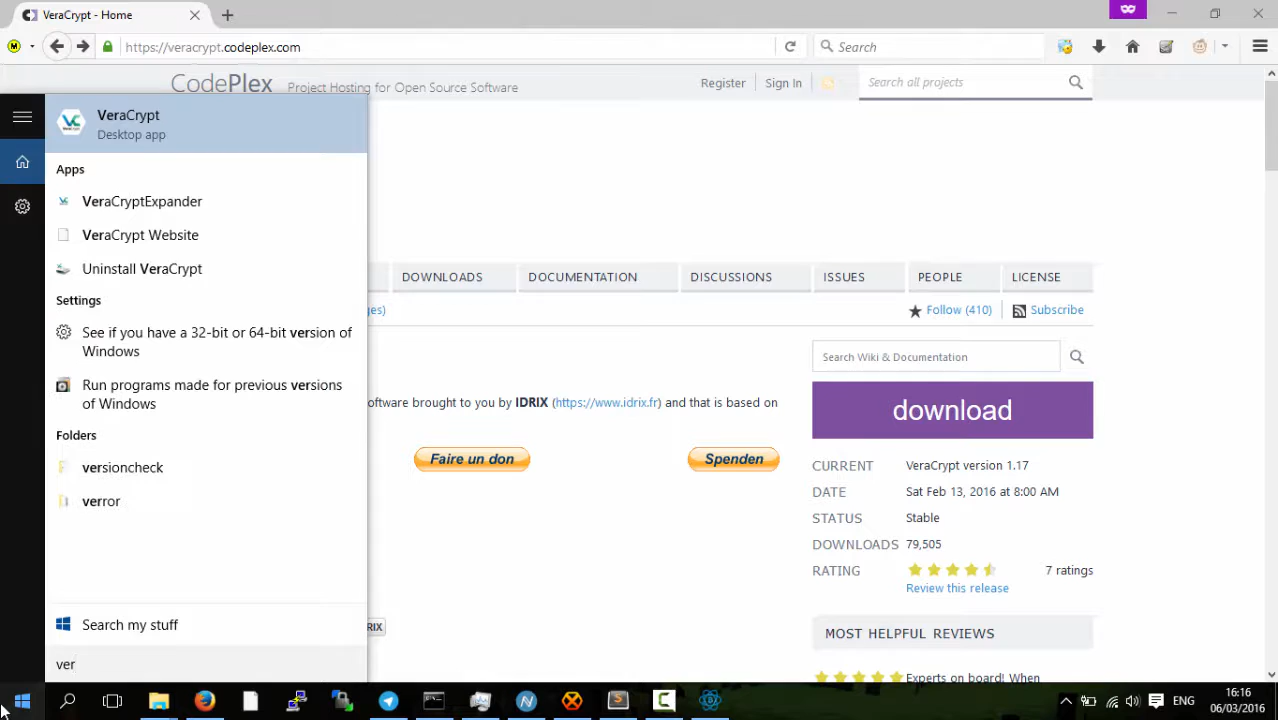 VeraCrypt - Home
https://veracrypt.codeplex.com
Search
CodePlex Project Hosting for Open Source Software
Register
Sign In
Search all projects
VeraCrypt
Desktop app
Apps
VeraCryptExpander
VeraCrypt Website
Uninstall VeraCrypt
Settings
See if you have a 32-bit or 64-bit version of
Windows
Run programs made for previous versions
of Windows
Folders
versioncheck
verror
Search my stuff
ver
DOWNLOADS
DOCUMENTATION
DISCUSSIONS
ISSUES
PEOPLE
LICENSE
ges)
Follow (410)
Subscribe
Search Wiki & Documentation
download
oftware brought to you by IDRIX (https://www.idrix.fr) and that is based on
Faire un don
Spenden
CURRENT VeraCrypt version 1.17
DATE Sat Feb 13, 2016 at 8:00 AM
STATUS Stable
DOWNLOADS 79,505
RATING 7 ratings
Review this release
RIX
MOST HELPFUL REVIEWS
Experts on board! When
ENG
16:16
06/03/2016